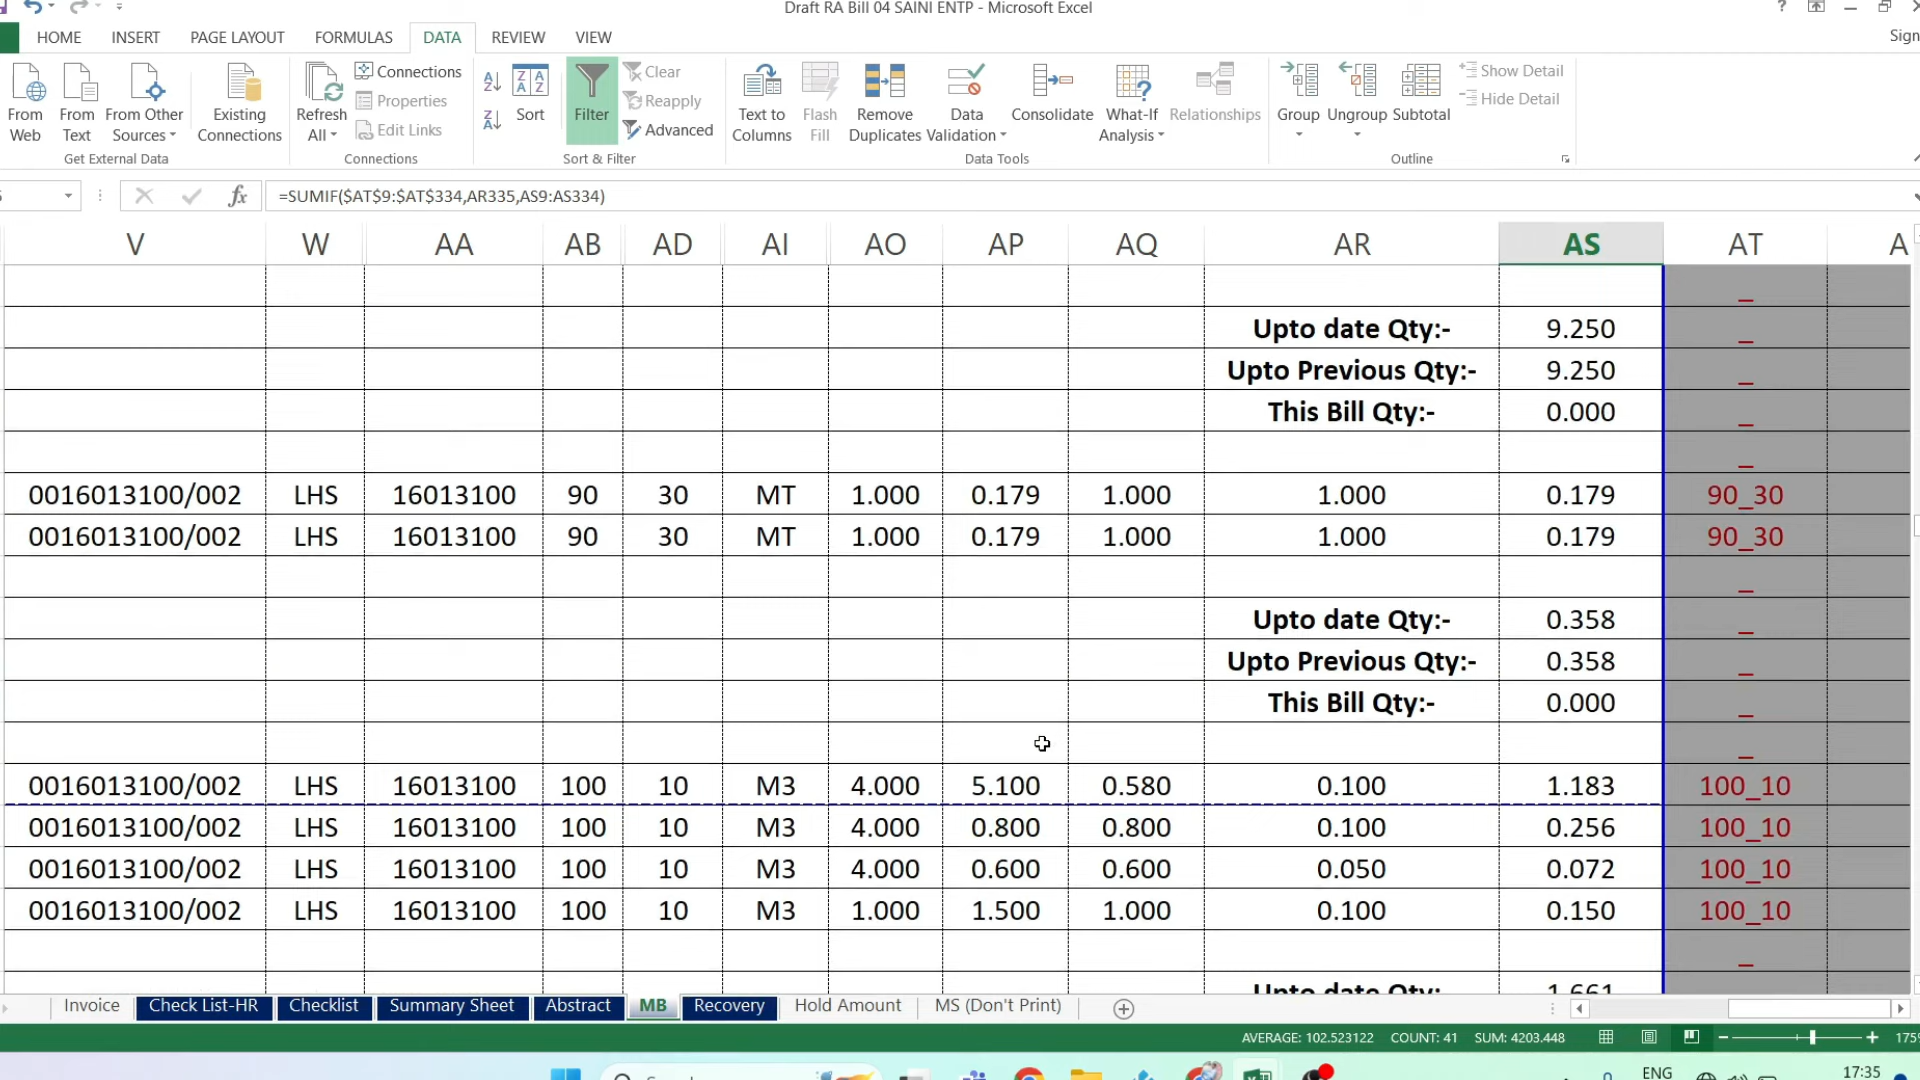 Draft RA Bill 04 SAINI ENTP - Microsoft Excel
?
Sign
HOME INSERT PAGE LAYOUT FORMULAS DATA REVIEW VIEW
From Web
From Text
From Other Sources
Existing Connections
Get External Data
Refresh All
Connections
Properties
Edit Links
Connections
Sort
Filter
Clear
Reapply
Advanced
Sort & Filter
Text to Columns
Flash Fill
Remove Duplicates
Data Validation
Consolidate
What-If Analysis
Relationships
Data Tools
Group
Ungroup
Subtotal
Show Detail
Hide Detail
Outline
fx =SUMIF($AT$9:$AT$334,AR335,AS9:AS334)
V W AA AB AD AI AO AP AQ AR AS AT A
_
Upto date Qty:- 9.250 _
Upto Previous Qty:- 9.250 _
This Bill Qty:- 0.000 _
_
0016013100/002 LHS 16013100 90 30 MT 1.000 0.179 1.000 1.000 0.179 90_30
0016013100/002 LHS 16013100 90 30 MT 1.000 0.179 1.000 1.000 0.179 90_30
_
Upto date Qty:- 0.358 _
Upto Previous Qty:- 0.358 _
This Bill Qty:- 0.000 _
_
0016013100/002 LHS 16013100 100 10 M3 4.000 5.100 0.580 0.100 1.183 100_10
0016013100/002 LHS 16013100 100 10 M3 4.000 0.800 0.800 0.100 0.256 100_10
0016013100/002 LHS 16013100 100 10 M3 4.000 0.600 0.600 0.050 0.072 100_10
0016013100/002 LHS 16013100 100 10 M3 1.000 1.500 1.000 0.100 0.150 100_10
_
Upto date Qty:- 1.661
Invoice Check List-HR Checklist Summary Sheet Abstract MB Recovery Hold Amount MS (Don't Print)
AVERAGE: 102.523122 COUNT: 41 SUM: 4203.448 175%
ENG 17:35